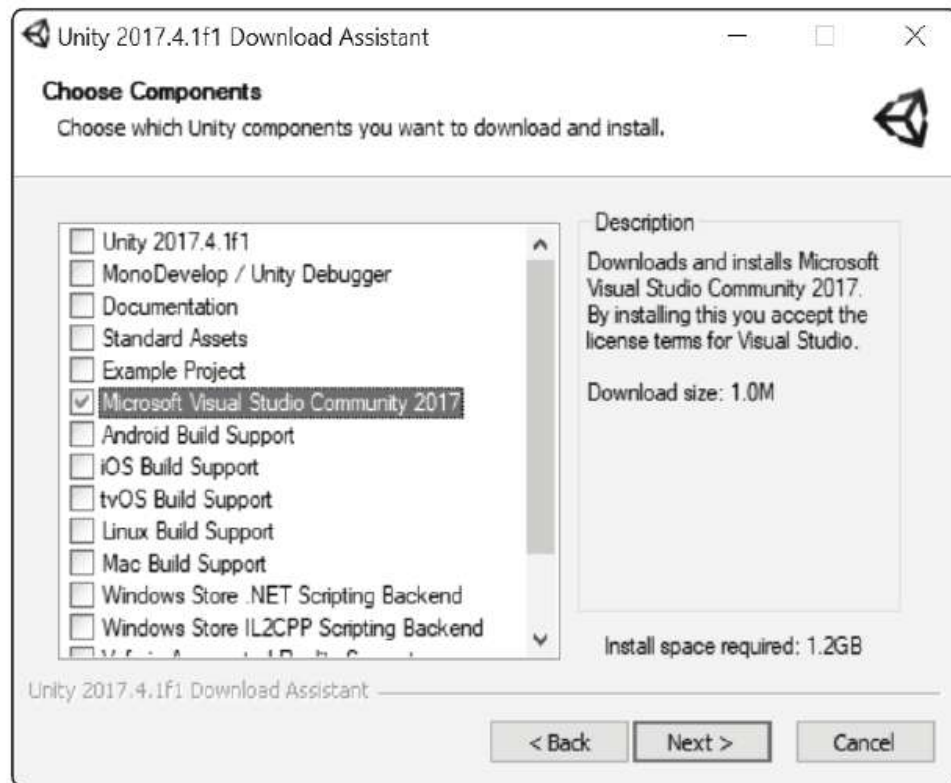 Unity 2017.4.1f1 Download Assistant
Choose Components
Choose which Unity components you want to download and install.
Unity 2017.4.1f1
MonoDevelop / Unity Debugger
Documentation
Standard Assets
Example Project
Microsoft Visual Studio Community 2017
Android Build Support
iOS Build Support
tvOS Build Support
Linux Build Support
Mac Build Support
Windows Store .NET Scripting Backend
Windows Store IL2CPP Scripting Backend
Description
Downloads and installs Microsoft
Visual Studio Community 2017.
By installing this you accept the
license terms for Visual Studio.
Download size: 1.0M
Install space required: 1.2GB
Unity 2017.4.1f1 Download Assistant
< Back
Next >
Cancel